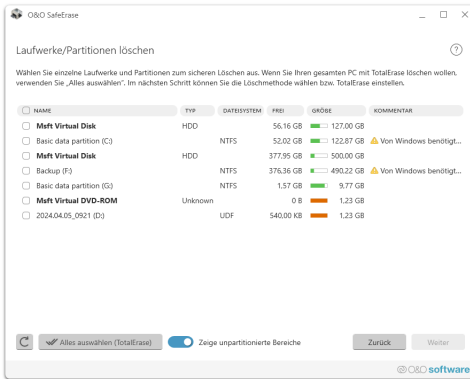 O&O SafeErase
Laufwerke/Partitionen löschen
Wählen Sie einzelne Laufwerke und Partitionen zum sicheren Löschen aus. Wenn Sie Ihren gesamten PC mit TotalErase löschen wollen,
verwenden Sie „Alles auswählen“. Im nächsten Schritt können Sie die Löschmethode wählen bzw. TotalErase einstellen.
NAME TYP DATEISYSTEM FREI GRÖßE KOMMENTAR
Msft Virtual Disk HDD 56,16 GB 127,00 GB
Basic data partition (C:) NTFS 52,02 GB 122,87 GB Von Windows benötigt...
Msft Virtual Disk HDD 377,95 GB 500,00 GB
Backup (F:) NTFS 376,36 GB 490,22 GB Von Windows benötigt...
Basic data partition (G:) NTFS 1,57 GB 9,77 GB
Msft Virtual DVD-ROM Unknown 0 B 1,23 GB
2024.04.05_0921 (D:) UDF 540,00 KB 1,23 GB
Alles auswählen (TotalErase) Zeige unpartitionierte Bereiche Zurück Weiter
O&O software